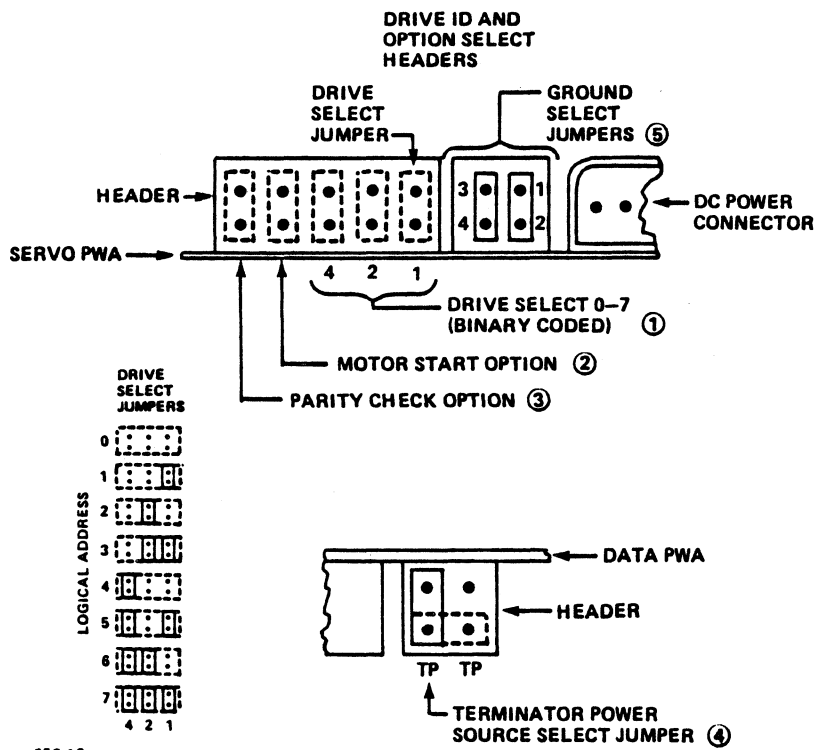 DRIVE ID AND
OPTION SELECT
HEADERS
DRIVE
SELECT
JUMPER
GROUND
SELECT
JUMPERS ⑤
HEADER
3 1
4 2
DC POWER
CONNECTOR
SERVO PWA
4 2 1
DRIVE SELECT 0–7
(BINARY CODED) ①
MOTOR START OPTION ②
PARITY CHECK OPTION ③
DRIVE
SELECT
JUMPERS
LOGICAL ADDRESS
0
1
2
3
4
5
6
7
4 2 1
DATA PWA
HEADER
TP TP
TERMINATOR POWER
SOURCE SELECT JUMPER ④